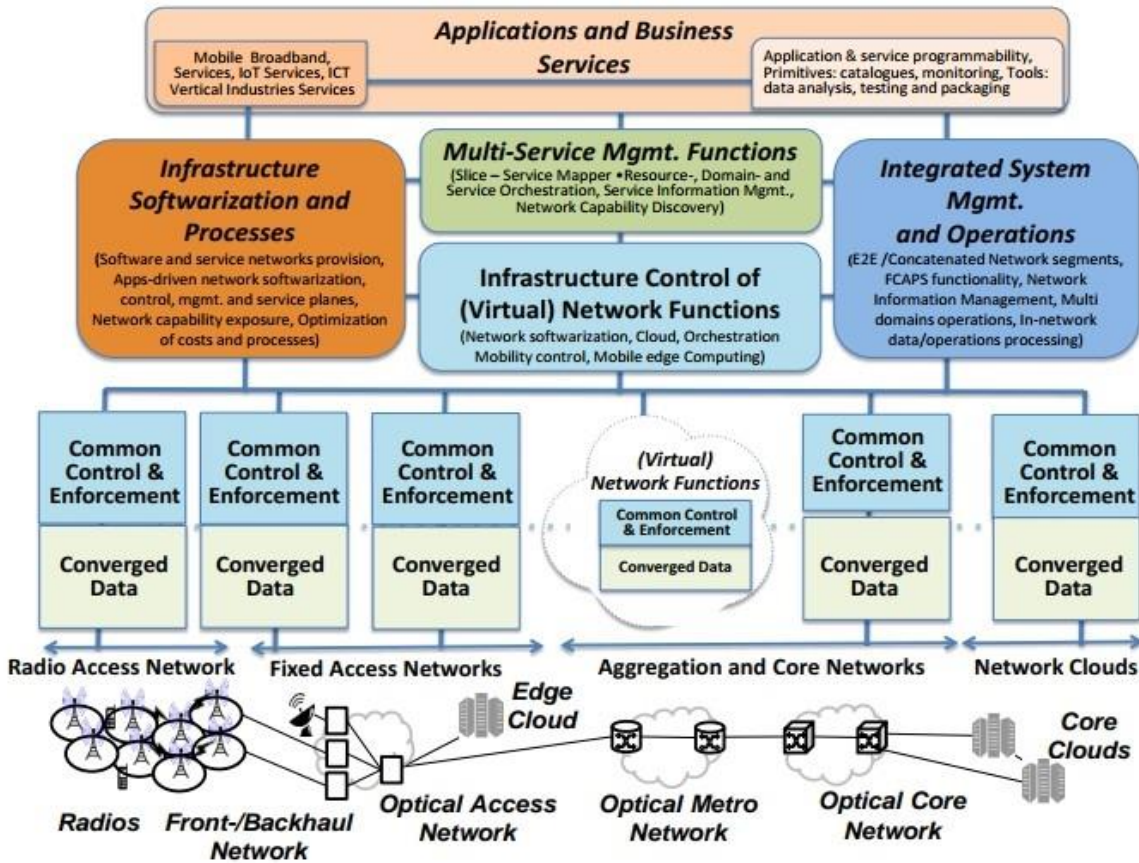 Applications and Business
Services
Mobile Broadband,
Services, IoT Services, ICT
Vertical Industries Services
Application & service programmability,
Primitives: catalogues, monitoring, Tools:
data analysis, testing and packaging
Infrastructure
Softwarization and
Processes
(Software and service networks provision,
Apps-driven network softwarization,
control, mgmt. and service planes,
Network capability exposure, Optimization
of costs and processes)
Multi-Service Mgmt. Functions
(Slice – Service Mapper •Resource-, Domain- and
Service Orchestration, Service Information Mgmt.,
Network Capability Discovery)
Infrastructure Control of
(Virtual) Network Functions
(Network softwarization, Cloud, Orchestration
Mobility control, Mobile edge Computing)
Integrated System
Mgmt.
and Operations
(E2E /Concatenated Network segments,
FCAPS functionality, Network
Information Management, Multi
domains operations, In-network
data/operations processing)
Common
Control &
Enforcement
Converged
Data
Common
Control &
Enforcement
Converged
Data
Common
Control &
Enforcement
Converged
Data
(Virtual)
Network Functions
Common Control
& Enforcement
Converged Data
Common
Control &
Enforcement
Converged
Data
Common
Control &
Enforcement
Converged
Data
Radio Access Network
Fixed Access Networks
Aggregation and Core Networks
Network Clouds
Edge
Cloud
Core
Clouds
Radios
Front-/Backhaul
Network
Optical Access
Network
Optical Metro
Network
Optical Core
Network